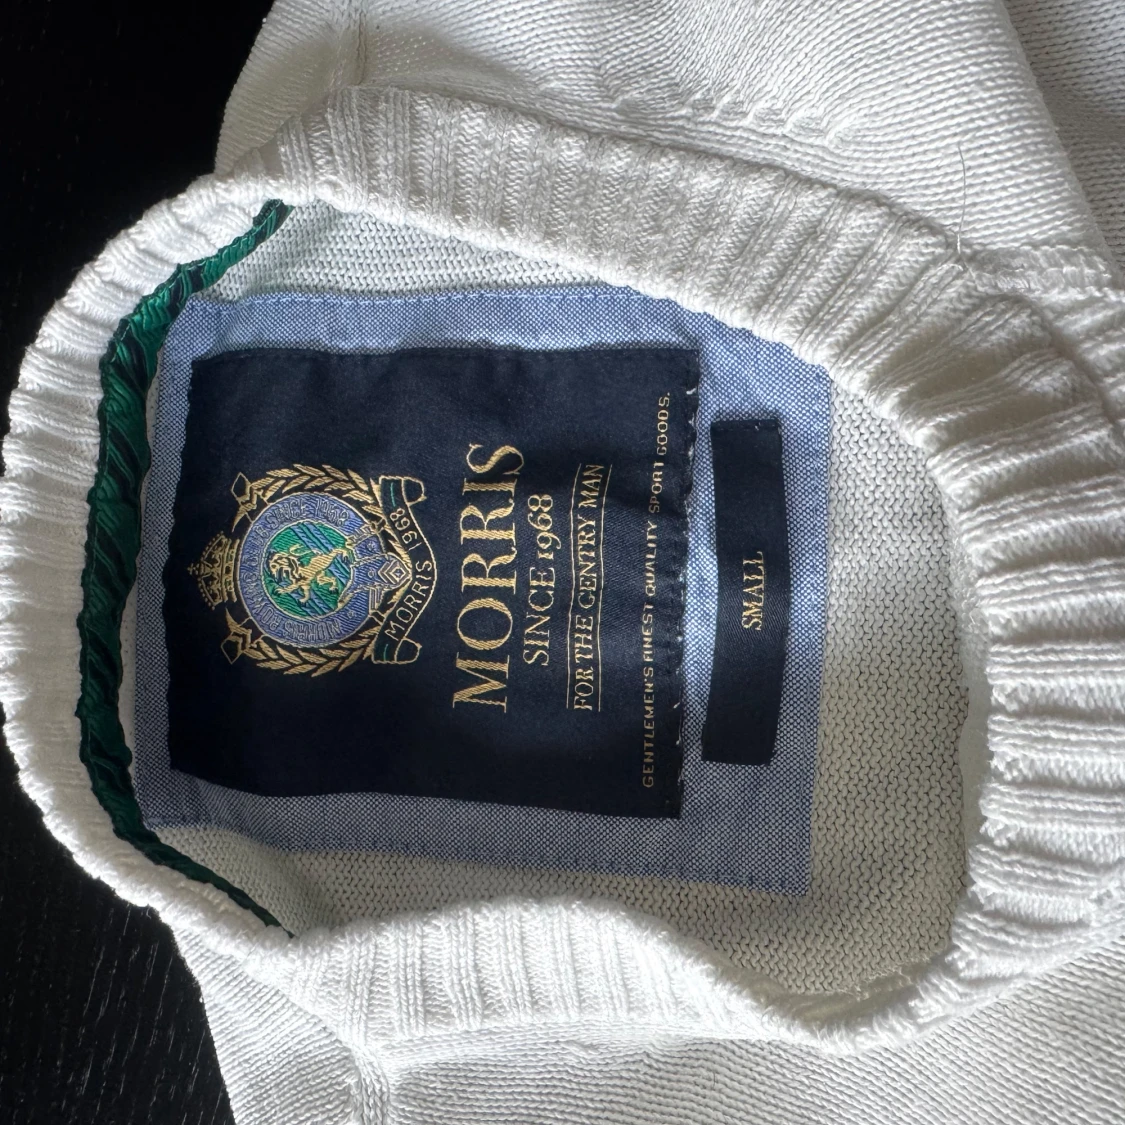 MORRIS 1968
MORRIS
SINCE 1968
FOR THE GENTRY MAN
GENTLEMEN'S FINEST QUALITY SPORT GOODS.
SMALL